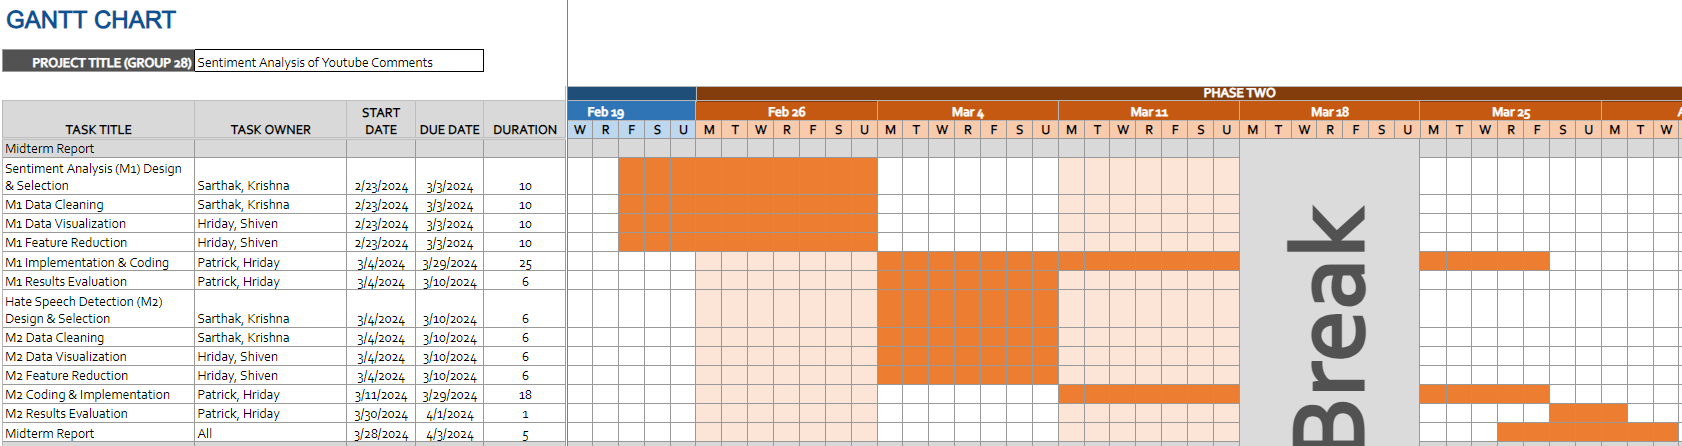 GANTT CHART
PROJECT TITLE (GROUP 28) Sentiment Analysis of Youtube Comments
PHASE TWO
Feb 19 Feb 26 Mar 4 Mar 11 Mar 18 Mar 25
TASK TITLE TASK OWNER START DATE DUE DATE DURATION W R F S U M T W R F S U M T W R F S U M T W R F S U M T W R F S U M T W R F S U M T W
Midterm Report
Sentiment Analysis (M1) Design
& Selection Sarthak, Krishna 2/23/2024 3/3/2024 10
M1 Data Cleaning Sarthak, Krishna 2/23/2024 3/3/2024 10
M1 Data Visualization Hriday, Shiven 2/23/2024 3/3/2024 10
M1 Feature Reduction Hriday, Shiven 2/23/2024 3/3/2024 10
M1 Implementation & Coding Patrick, Hriday 3/4/2024 3/29/2024 25
M1 Results Evaluation Patrick, Hriday 3/4/2024 3/10/2024 6
Hate Speech Detection (M2)
Design & Selection Sarthak, Krishna 3/4/2024 3/10/2024 6
M2 Data Cleaning Sarthak, Krishna 3/4/2024 3/10/2024 6
M2 Data Visualization Hriday, Shiven 3/4/2024 3/10/2024 6
M2 Feature Reduction Hriday, Shiven 3/4/2024 3/10/2024 6
M2 Coding & Implementation Patrick, Hriday 3/11/2024 3/29/2024 18
M2 Results Evaluation Patrick, Hriday 3/30/2024 4/1/2024 1
Midterm Report All 3/28/2024 4/3/2024 5
Break